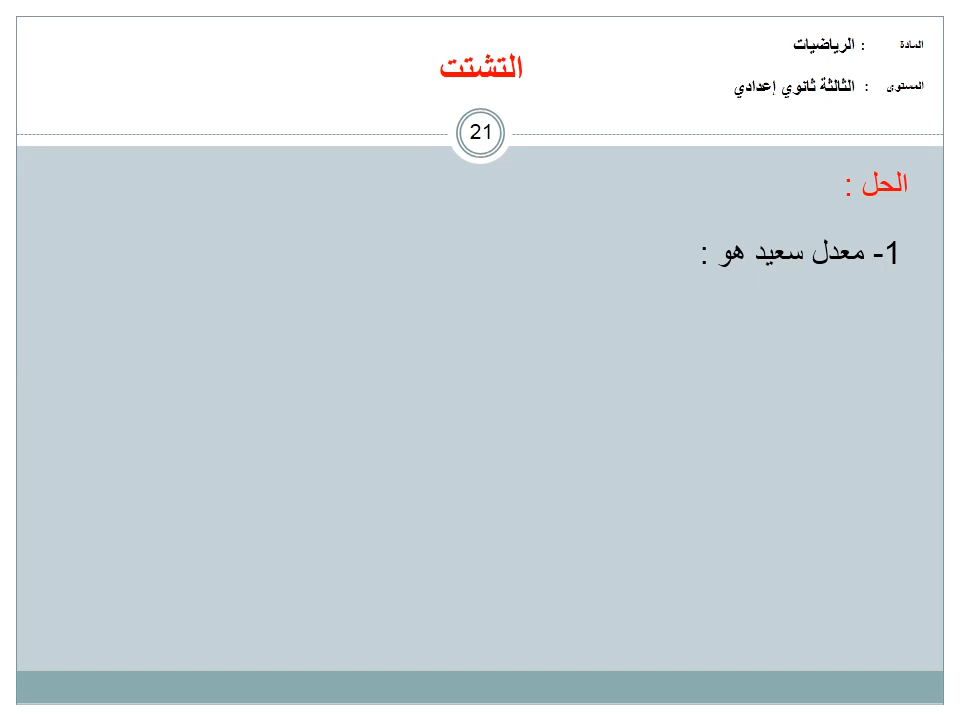 المادة : الرياضيات
التشتت
المستوى : الثالثة ثانوي إعدادي
21
الحل :
1- معدل سعيد هو :